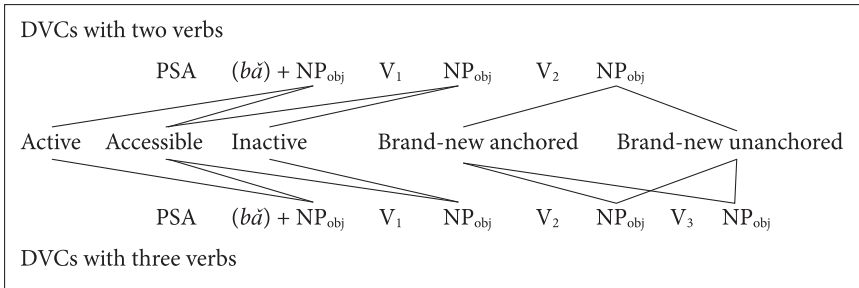 DVCs with two verbs
PSA (bǎ) + NPobj V1 NPobj V2 NPobj
Active Accessible Inactive Brand-new anchored Brand-new unanchored
PSA (bǎ) + NPobj V1 NPobj V2 NPobj V3 NPobj
DVCs with three verbs